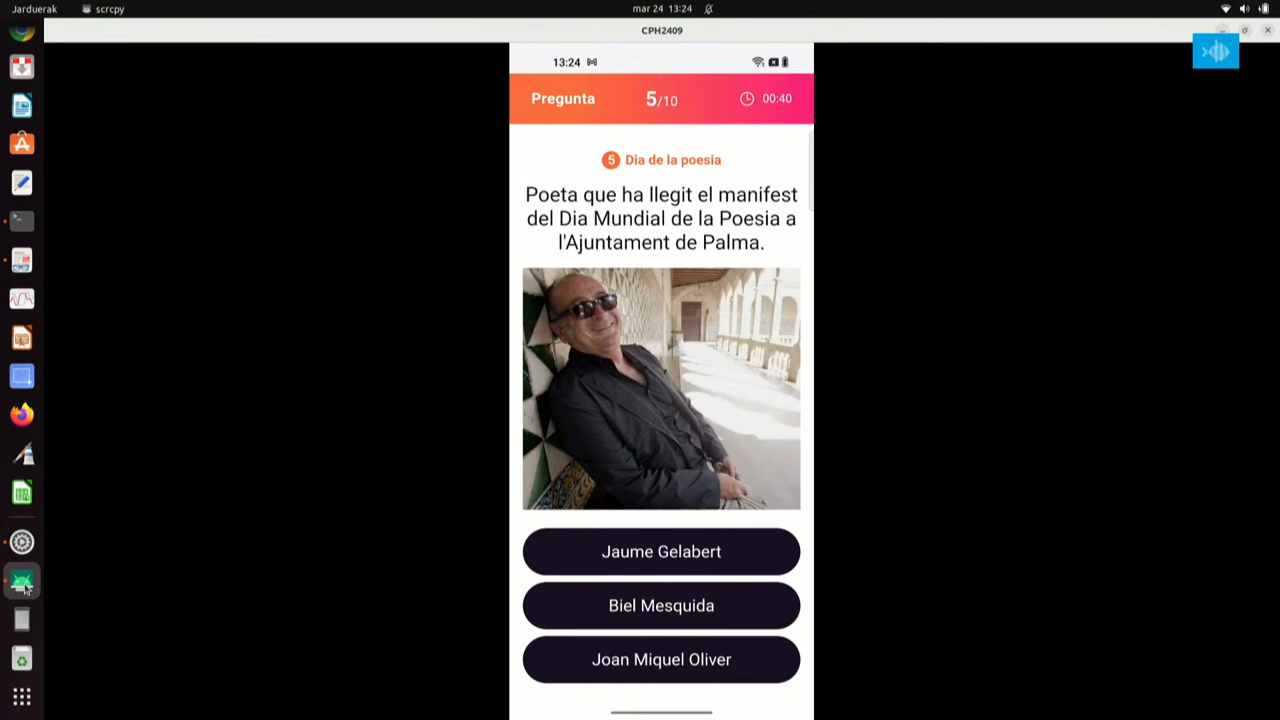 Jarduerak
scrcpy
mar 24 13:24
CPH2409
13:24
Pregunta
5/10
00:40
5 Dia de la poesia
Poeta que ha llegit el manifest
del Dia Mundial de la Poesia a
l'Ajuntament de Palma.
Jaume Gelabert
Biel Mesquida
Joan Miquel Oliver